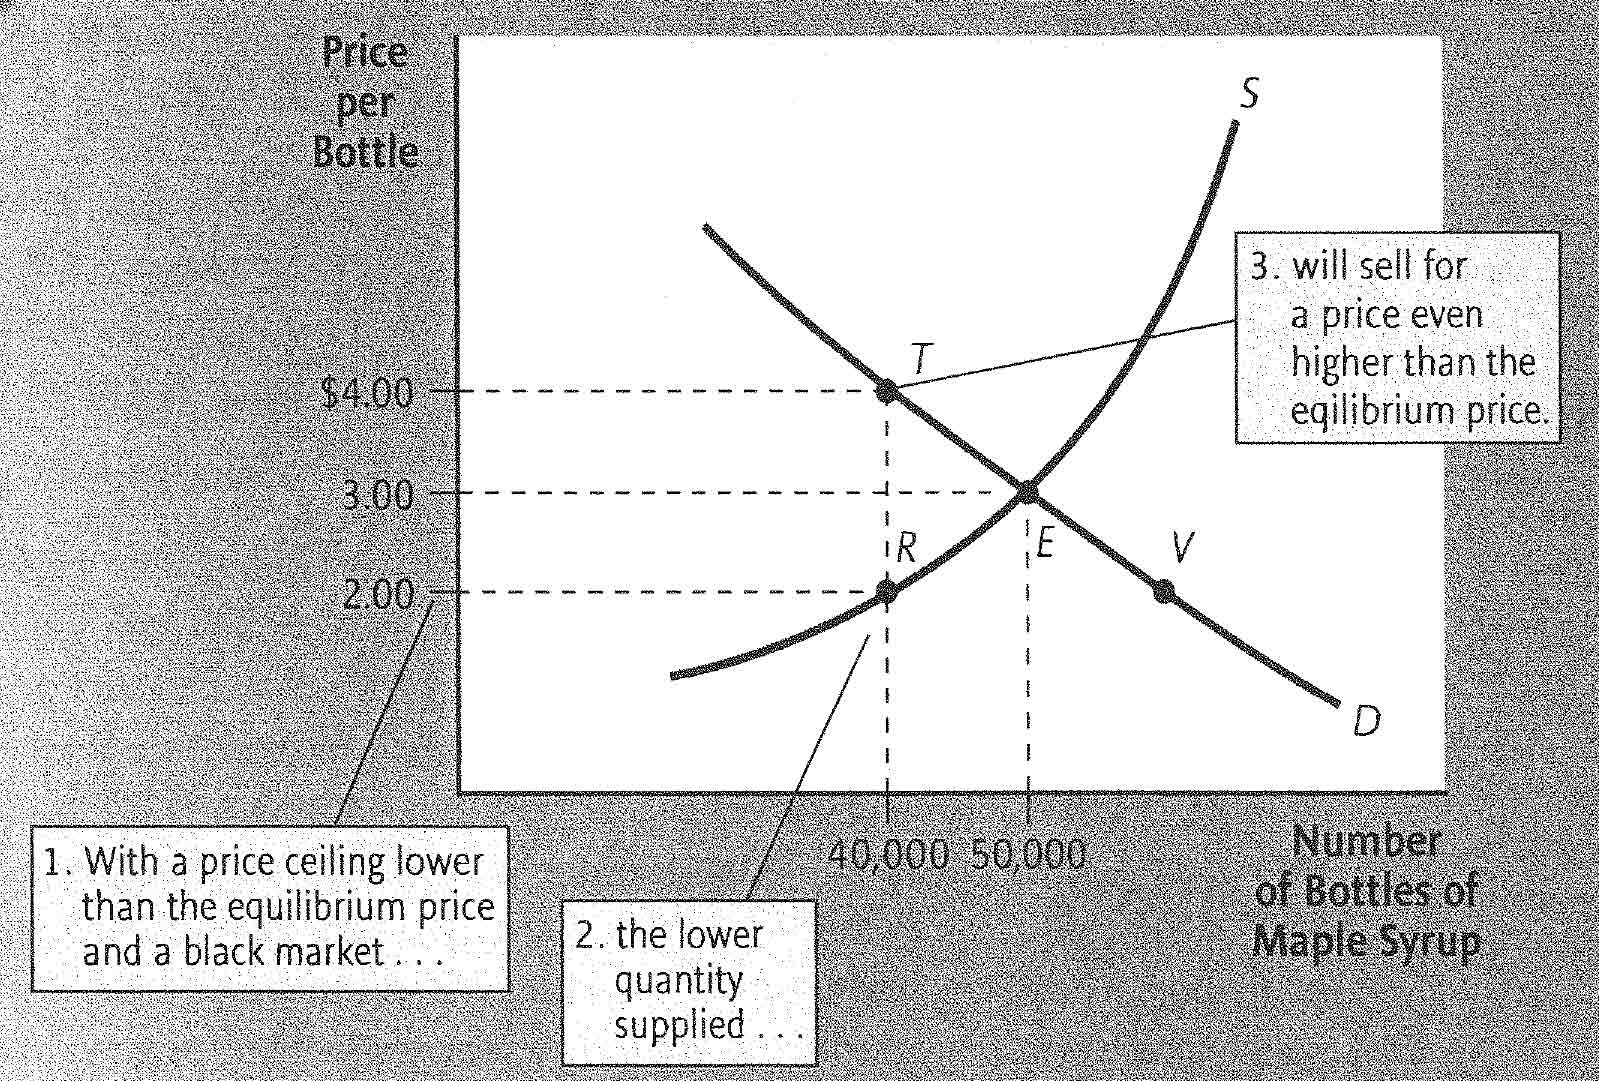 Price
per
Bottle
S
3. will sell for
a price even
higher than the
eqilibrium price.
T
$4.00
3.00
R
E
V
2.00
D
40,000 50,000
Number
of Bottles of
Maple Syrup
1. With a price ceiling lower
than the equilibrium price
and a black market . . .
2. the lower
quantity
supplied . . .